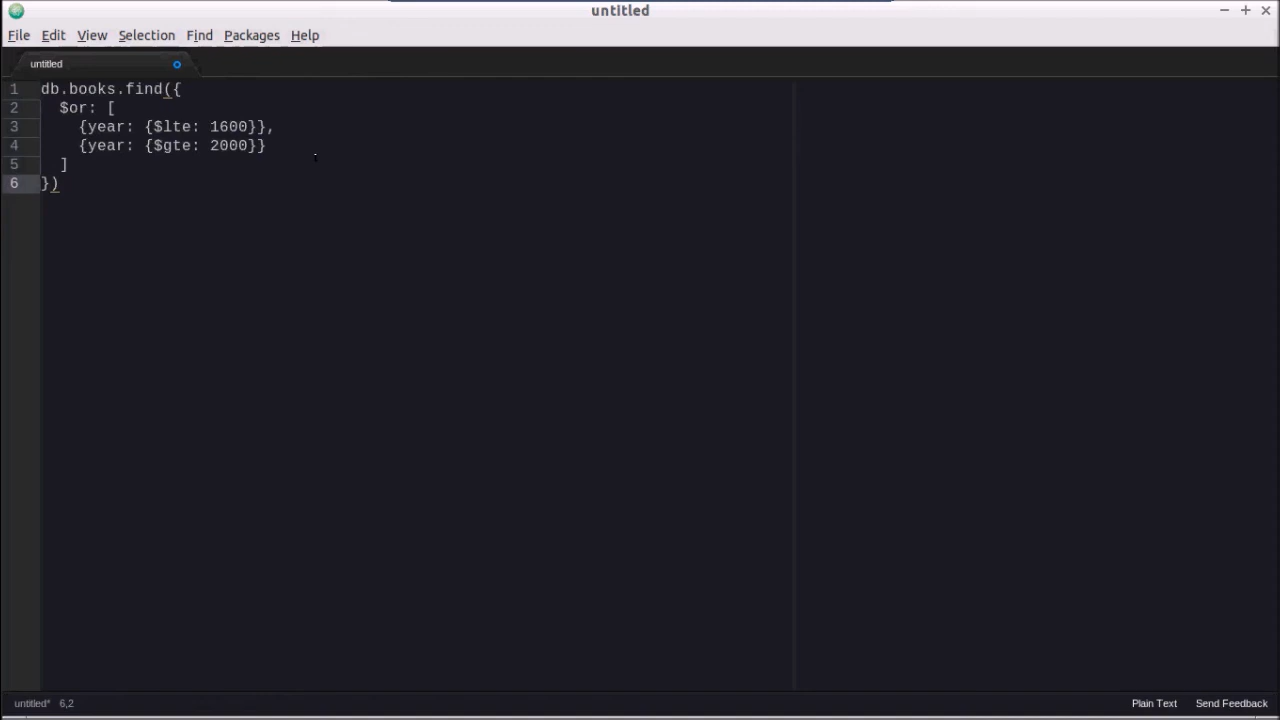 untitled
File Edit View Selection Find Packages Help
untitled
1 db.books.find({
2   $or: [
3     {year: {$lte: 1600}},
4     {year: {$gte: 2000}}
5   ]
6 })
untitled* 6,2 Plain Text Send Feedback